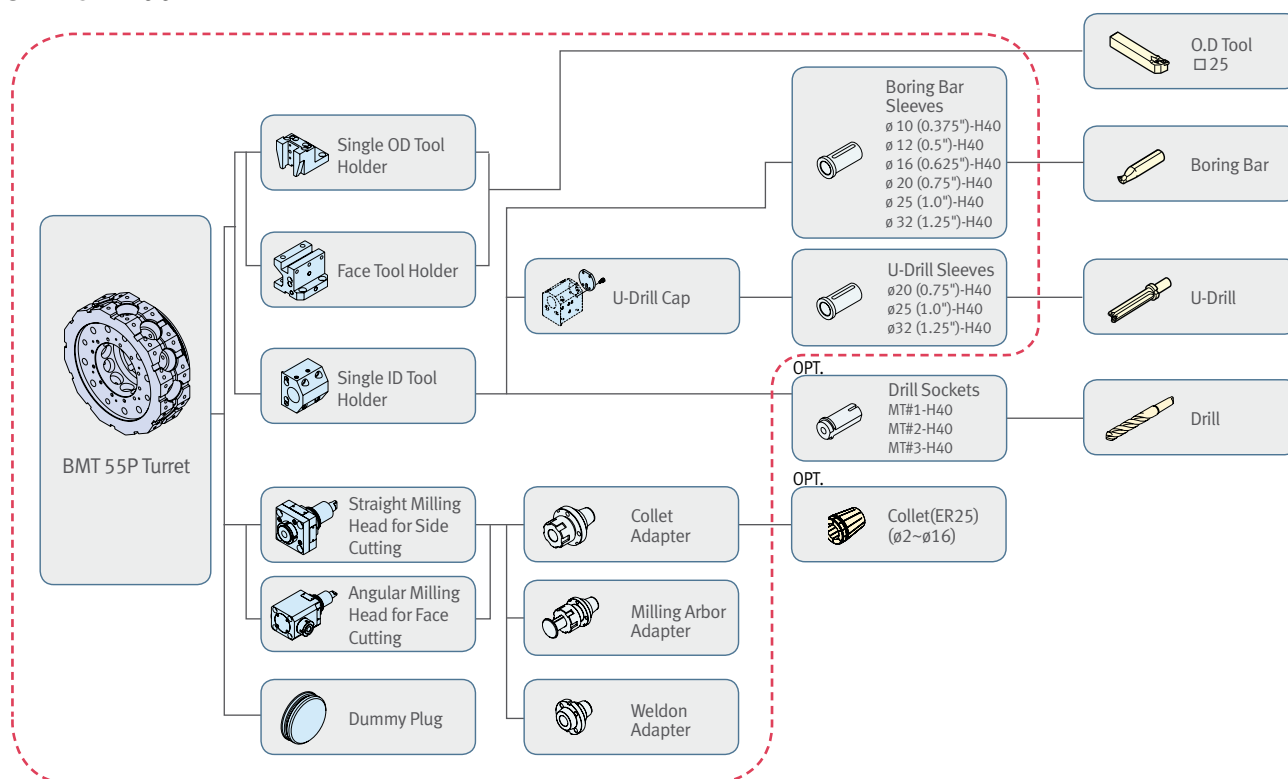 BMT 55P Turret
Single OD Tool
Holder
Face Tool Holder
Single ID Tool
Holder
Straight Milling
Head for Side
Cutting
Angular Milling
Head for Face
Cutting
Dummy Plug
U-Drill Cap
Collet
Adapter
Milling Arbor
Adapter
Weldon
Adapter
Boring Bar
Sleeves
ø 10 (0.375")-H40
ø 12 (0.5")-H40
ø 16 (0.625")-H40
ø 20 (0.75")-H40
ø 25 (1.0")-H40
ø 32 (1.25")-H40
U-Drill Sleeves
ø20 (0.75")-H40
ø25 (1.0")-H40
ø32 (1.25")-H40
OPT.
Drill Sockets
MT#1-H40
MT#2-H40
MT#3-H40
OPT.
Collet(ER25)
(ø2~ø16)
O.D Tool
□ 25
Boring Bar
U-Drill
Drill